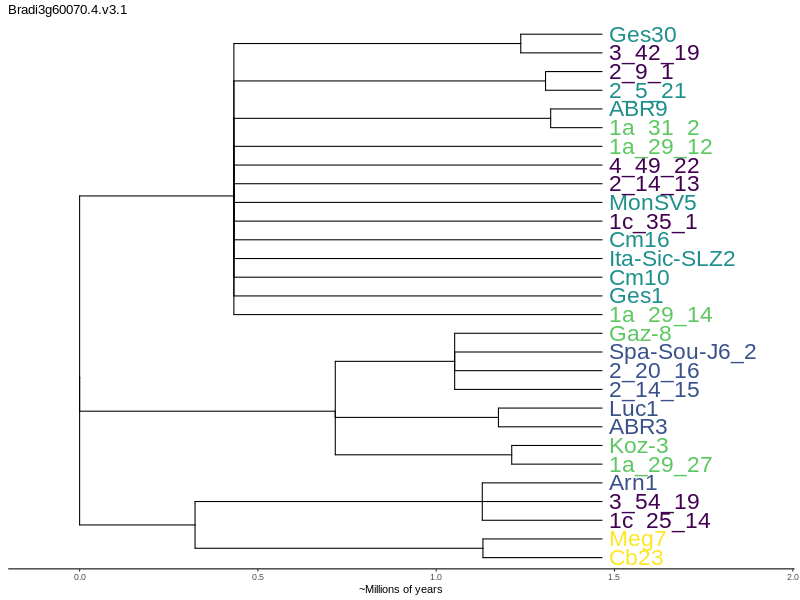 Bradi3g60070.4.v3.1
Ges30
3_42_19
2_9_1
2_5_21
ABR9
1a_31_2
1a_29_12
4_49_22
2_14_13
MonSV5
1c_35_1
Cm16
Ita-Sic-SLZ2
Cm10
Ges1
1a_29_14
Gaz-8
Spa-Sou-J6_2
2_20_16
2_14_15
Luc1
ABR3
Koz-3
1a_29_27
Arn1
3_54_19
1c_25_14
Meg7
Cb23
0.0 0.5 1.0 1.5 2.0
~Millions of years